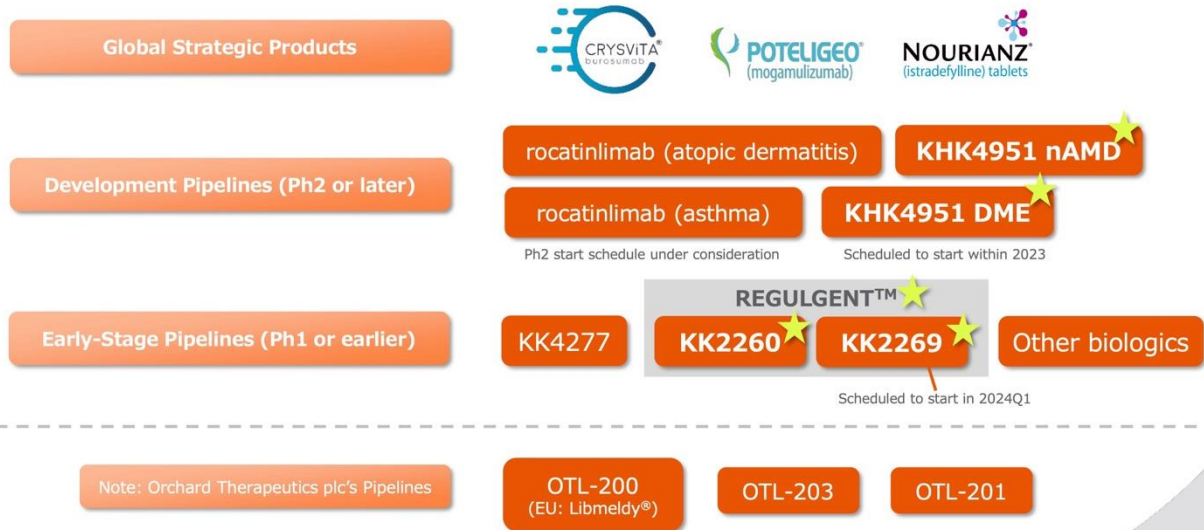 Global Strategic Products
CRYSVITA®
burosumab
POTELIGEO®
(mogamulizumab)
NOURIANZ®
(istradefylline) tablets
Development Pipelines (Ph2 or later)
rocatinlimab (atopic dermatitis)
KHK4951 nAMD
rocatinlimab (asthma)
KHK4951 DME
Ph2 start schedule under consideration
Scheduled to start within 2023
REGULGENT™
Early-Stage Pipelines (Ph1 or earlier)
KK4277
KK2260
KK2269
Other biologics
Scheduled to start in 2024Q1
Note: Orchard Therapeutics plc's Pipelines
OTL-200
(EU: Libmeldy®)
OTL-203
OTL-201